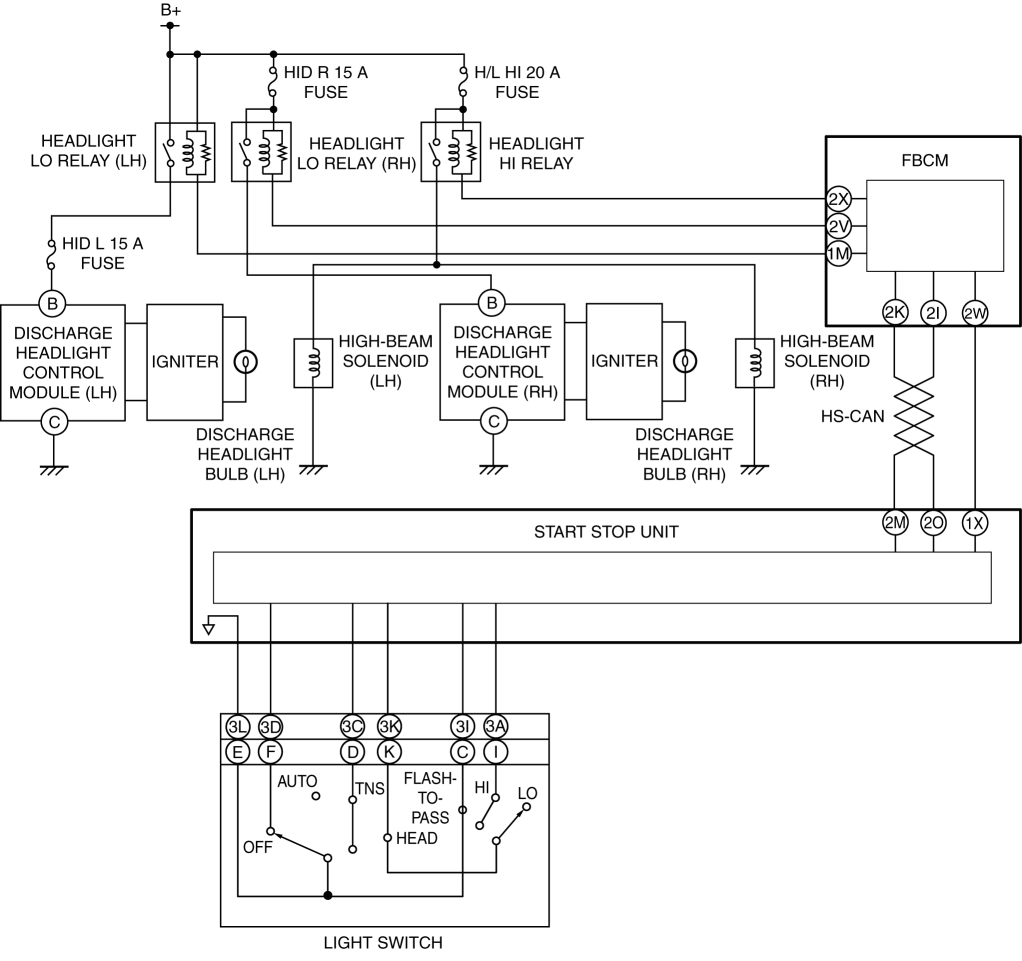 B+
HID R 15 A
FUSE
H/L HI 20 A
FUSE
HEADLIGHT
LO RELAY (LH)
HEADLIGHT
LO RELAY (RH)
HEADLIGHT
HI RELAY
FBCM
2X
2V
1M
HID L 15 A
FUSE
B
B
2K
2I
2W
DISCHARGE
HEADLIGHT
CONTROL
MODULE (LH)
IGNITER
HIGH-BEAM
SOLENOID
(LH)
DISCHARGE
HEADLIGHT
CONTROL
MODULE (RH)
IGNITER
HIGH-BEAM
SOLENOID
(RH)
HS-CAN
C
C
DISCHARGE
HEADLIGHT
BULB (LH)
DISCHARGE
HEADLIGHT
BULB (RH)
START STOP UNIT
2M
2O
1X
3L
3D
3C
3K
3I
3A
E
F
D
K
C
I
AUTO
TNS
FLASH-
TO-
PASS
HI
LO
OFF
HEAD
LIGHT SWITCH